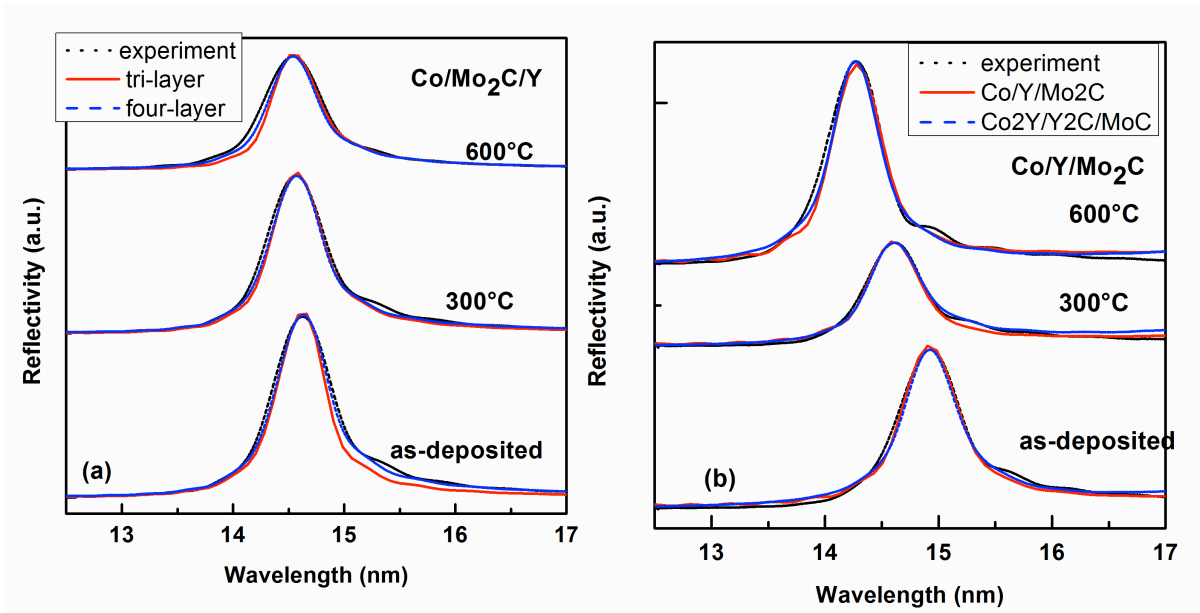 experiment
tri-layer
four-layer
Co/Mo2C/Y
600°C
300°C
as-deposited
(a)
Reflectivity (a.u.)
13 14 15 16 17
Wavelength (nm)
experiment
Co/Y/Mo2C
Co2Y/Y2C/MoC
Co/Y/Mo2C
600°C
300°C
as-deposited
(b)
Reflectivity (a.u.)
13 14 15 16 17
Wavelength (nm)